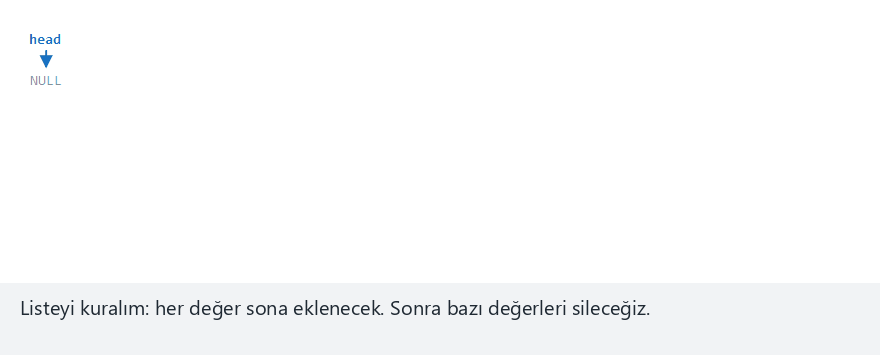 head
NULL
Listeyi kuralım: her değer sona eklenecek. Sonra bazı değerleri sileceğiz.